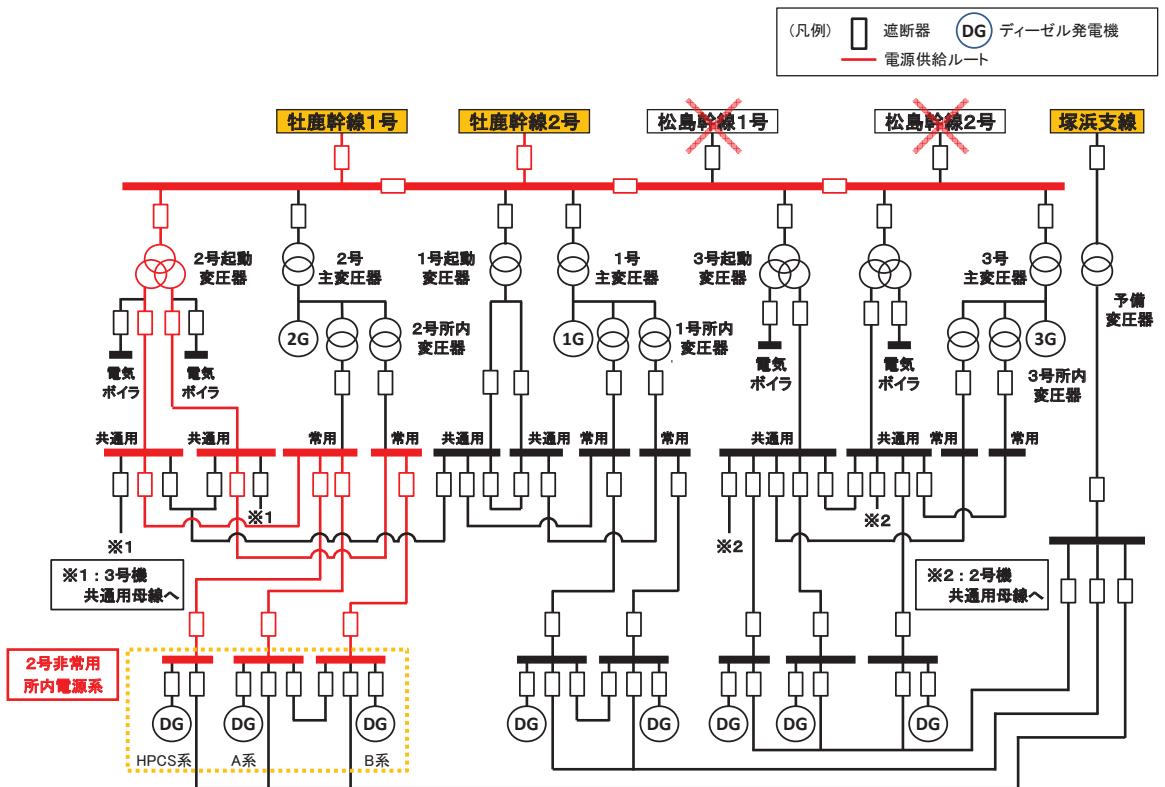 (凡例) 遮断器 DG ディーゼル発電機
電源供給ルート
牡鹿幹線1号
牡鹿幹線2号
松島幹線1号
松島幹線2号
塚浜支線
2号起動
変圧器
2号
主変圧器
1号起動
変圧器
1号
主変圧器
3号起動
変圧器
3号
主変圧器
予備
変圧器
2G
2号所内
変圧器
1G
1号所内
変圧器
3G
3号所内
変圧器
電気
ボイラ
電気
ボイラ
電気
ボイラ
電気
ボイラ
共通用
共通用
常用
常用
共通用
共通用
常用
常用
共通用
共通用
常用
常用
※1
※1
※2
※2
※1：3号機
共通用母線へ
※2：2号機
共通用母線へ
2号非常用
所内電源系
DG
DG
DG
DG
DG
DG
DG
DG
HPCS系
A系
B系